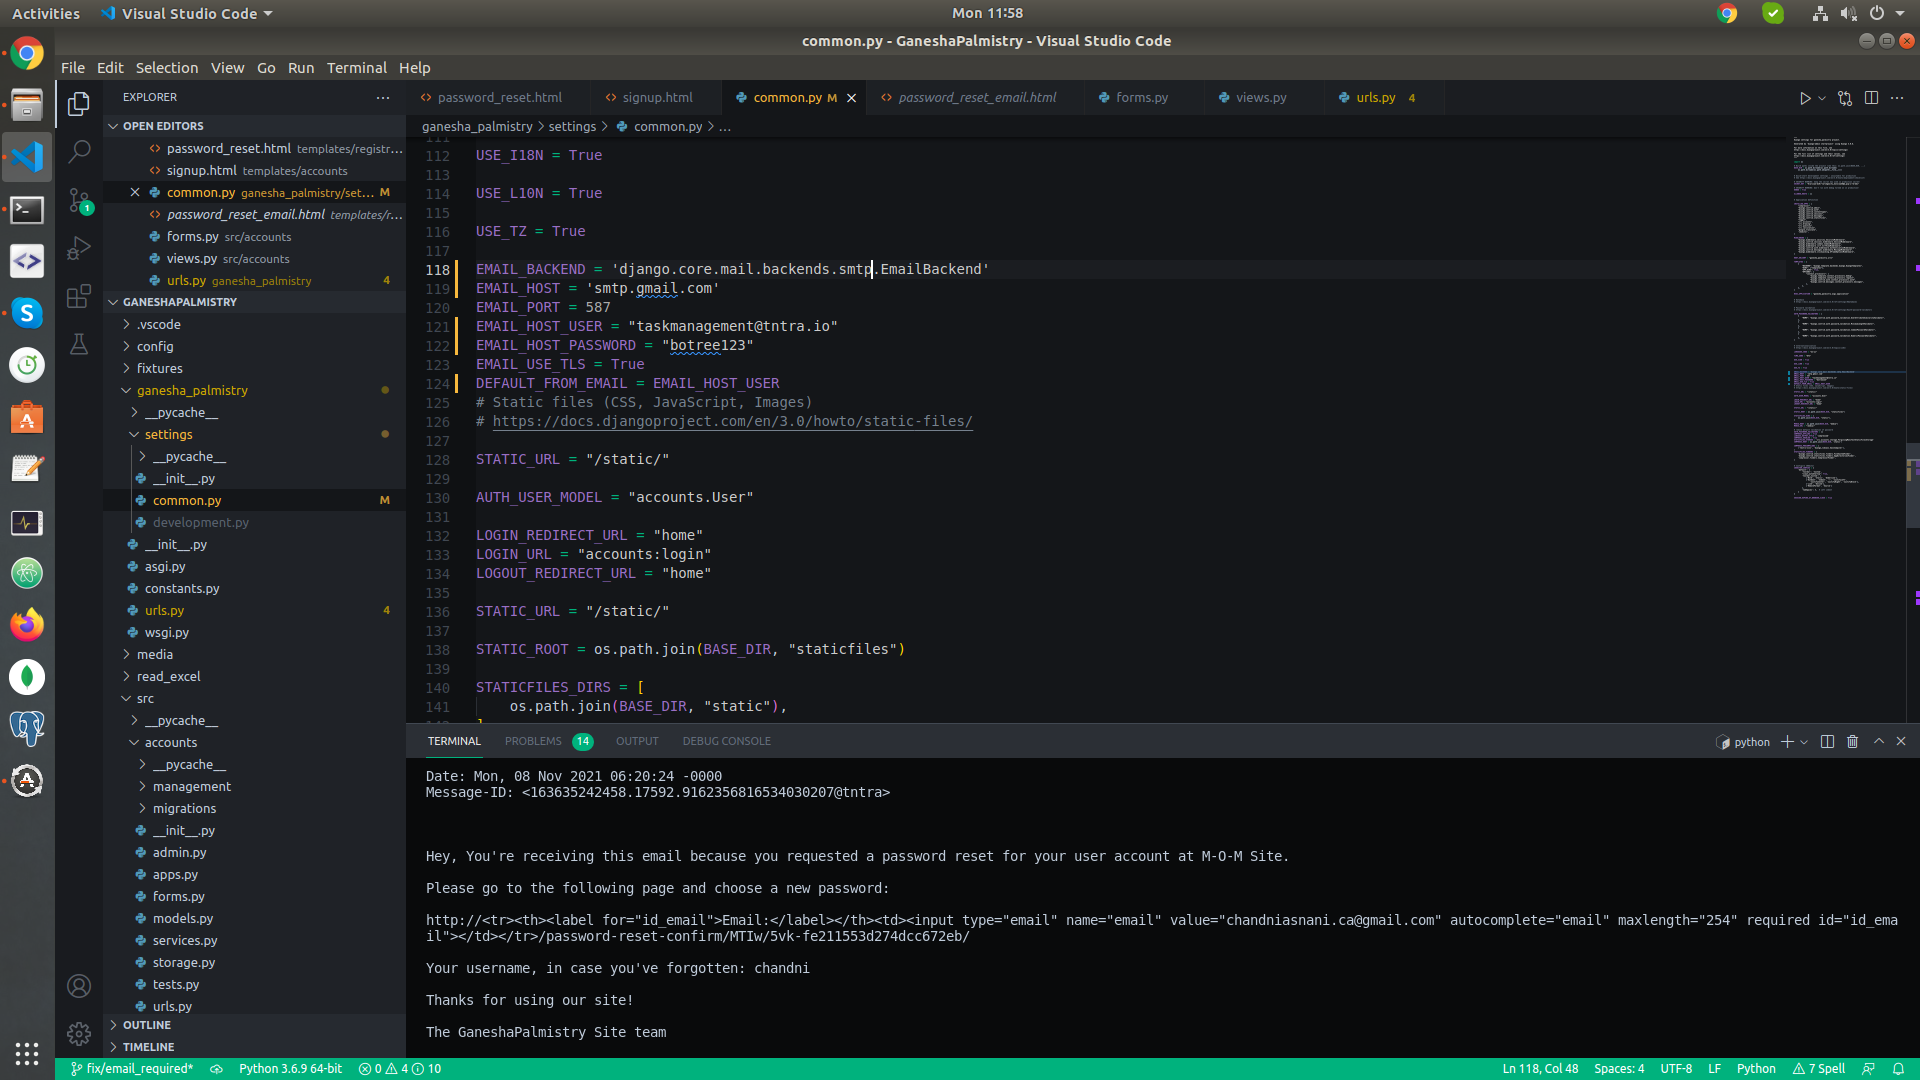 Activities Visual Studio Code Mon 11:58
common.py - GaneshaPalmistry - Visual Studio Code
File Edit Selection View Go Run Terminal Help
EXPLORER ...
OPEN EDITORS
password_reset.html templates/registr...
signup.html templates/accounts
common.py ganesha_palmistry/set... M
password_reset_email.html templates/r...
forms.py src/accounts
views.py src/accounts
urls.py ganesha_palmistry 4
1
GANESHAPALMISTRY
.vscode
config
fixtures
ganesha_palmistry
__pycache__
settings
__pycache__
__init__.py
common.py M
development.py
__init__.py
asgi.py
constants.py
urls.py 4
wsgi.py
media
read_excel
src
__pycache__
accounts
__pycache__
management
migrations
__init__.py
admin.py
apps.py
forms.py
models.py
services.py
storage.py
tests.py
urls.py
OUTLINE
TIMELINE
password_reset.html signup.html common.py M password_reset_email.html forms.py views.py urls.py 4
ganesha_palmistry > settings > common.py > ...
111
112 USE_I18N = True
113
114 USE_L10N = True
115
116 USE_TZ = True
117
118 EMAIL_BACKEND = 'django.core.mail.backends.smtp.EmailBackend'
119 EMAIL_HOST = 'smtp.gmail.com'
120 EMAIL_PORT = 587
121 EMAIL_HOST_USER = "taskmanagement@tntra.io"
122 EMAIL_HOST_PASSWORD = "botree123"
123 EMAIL_USE_TLS = True
124 DEFAULT_FROM_EMAIL = EMAIL_HOST_USER
125 # Static files (CSS, JavaScript, Images)
126 # https://docs.djangoproject.com/en/3.0/howto/static-files/
127
128 STATIC_URL = "/static/"
129
130 AUTH_USER_MODEL = "accounts.User"
131
132 LOGIN_REDIRECT_URL = "home"
133 LOGIN_URL = "accounts:login"
134 LOGOUT_REDIRECT_URL = "home"
135
136 STATIC_URL = "/static/"
137
138 STATIC_ROOT = os.path.join(BASE_DIR, "staticfiles")
139
140 STATICFILES_DIRS = [
141     os.path.join(BASE_DIR, "static"),
142 ]
TERMINAL PROBLEMS 14 OUTPUT DEBUG CONSOLE python
Date: Mon, 08 Nov 2021 06:20:24 -0000
Message-ID: <163635242458.17592.9162356816534030207@tntra>
Hey, You're receiving this email because you requested a password reset for your user account at M-O-M Site.
Please go to the following page and choose a new password:
http://<tr><th><label for="id_email">Email:</label></th><td><input type="email" name="email" value="chandniasnani.ca@gmail.com" autocomplete="email" maxlength="254" required id="id_ema
il"></td></tr>/password-reset-confirm/MTIw/5vk-fe211553d274dcc672eb/
Your username, in case you've forgotten: chandni
Thanks for using our site!
The GaneshaPalmistry Site team
fix/email_required* Python 3.6.9 64-bit 0 4 10 Ln 118, Col 48 Spaces: 4 UTF-8 LF Python 7 Spell